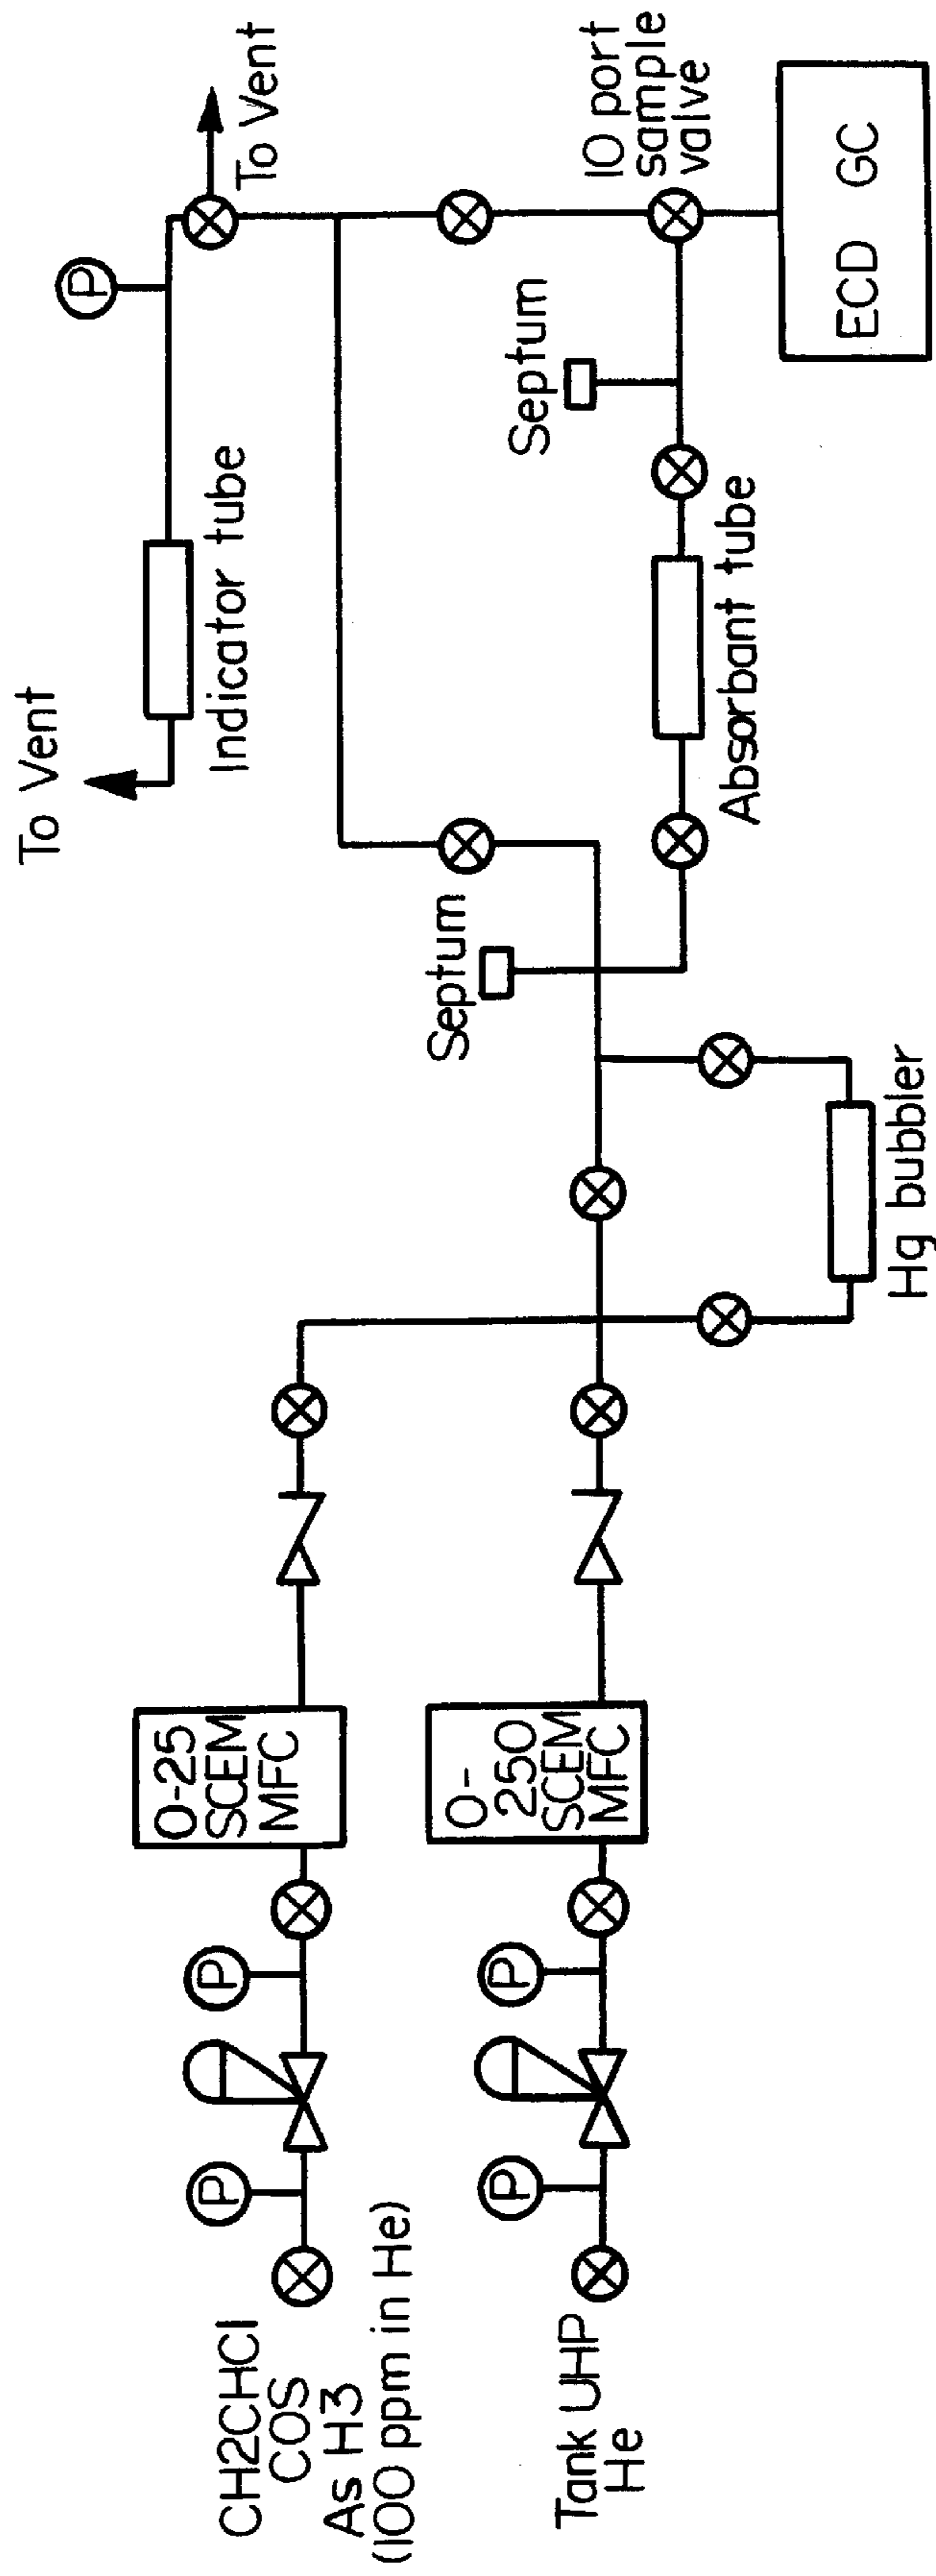 CH2CHCl
COS
As H3
(100 ppm in He)
Tank UHP
He
P
P
P
P
0-25
SCEM
MFC
0-
250
SCEM
MFC
Hg bubbler
Septum
To Vent
Indicator tube
P
To Vent
Absorbant tube
Septum
10 port
sample
valve
ECD GC